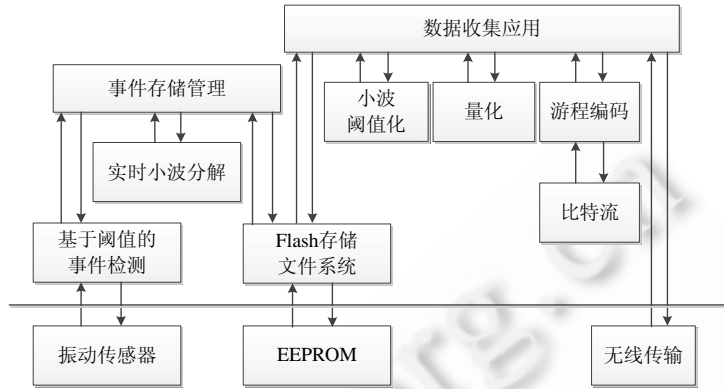 数据收集应用
事件存储管理
小波
阈值化
量化
游程编码
实时小波分解
比特流
基于阈值的
事件检测
Flash存储
文件系统
振动传感器
EEPROM
无线传输
rg.cn